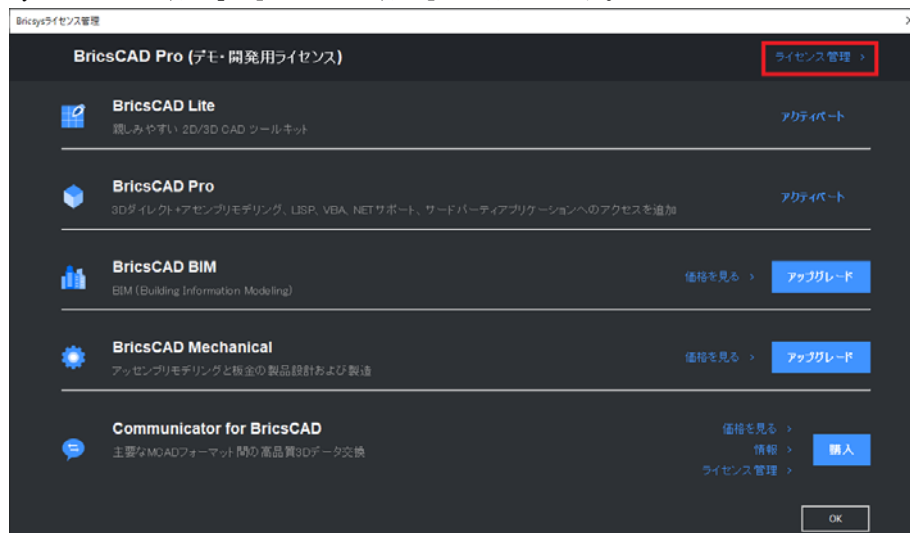 Bricsysライセンス管理
BricsCAD Pro (デモ・開発用ライセンス)
ライセンス管理 >
BricsCAD Lite
親しみやすい 2D/3D CAD ツールキット
アクティベート
BricsCAD Pro
3Dダイレクト+アセンブリモデリング、LISP、VBA、NETサポート、サードパーティアプリケーションへのアクセスを追加
アクティベート
BricsCAD BIM
BIM (Building Information Modeling)
価格を見る >
アップグレード
BricsCAD Mechanical
アッセンブリモデリングと板金の製品設計および製造
価格を見る >
アップグレード
Communicator for BricsCAD
主要なMCADフォーマット間の高品質3Dデータ交換
価格を見る >
情報 >
ライセンス管理 >
購入
OK